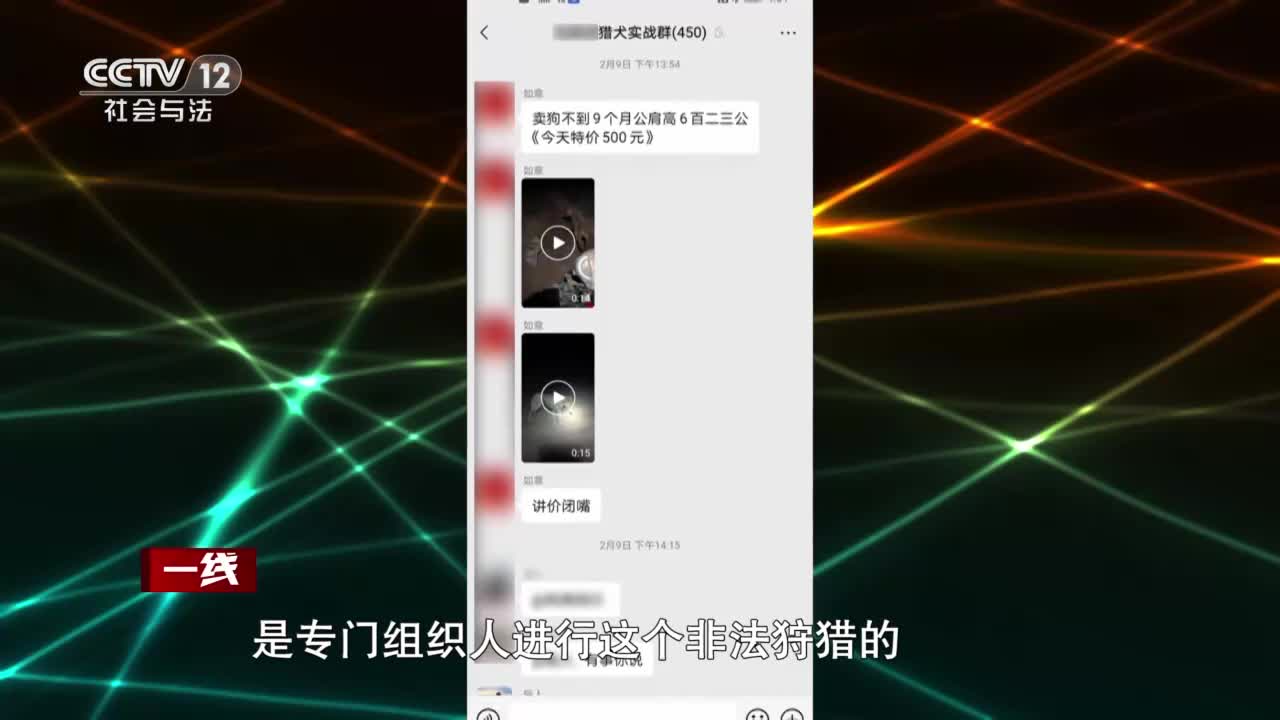 CCTV 12
社会与法
猎犬实战群(450)
2月9日 下午13:54
如意
卖狗不到9个月公肩高6百二三公
《今天特价500元》
如意
0:14
如意
0:15
如意
讲价闭嘴
2月9日 下午14:15
有事你说
一线
是专门组织人进行这个非法狩猎的